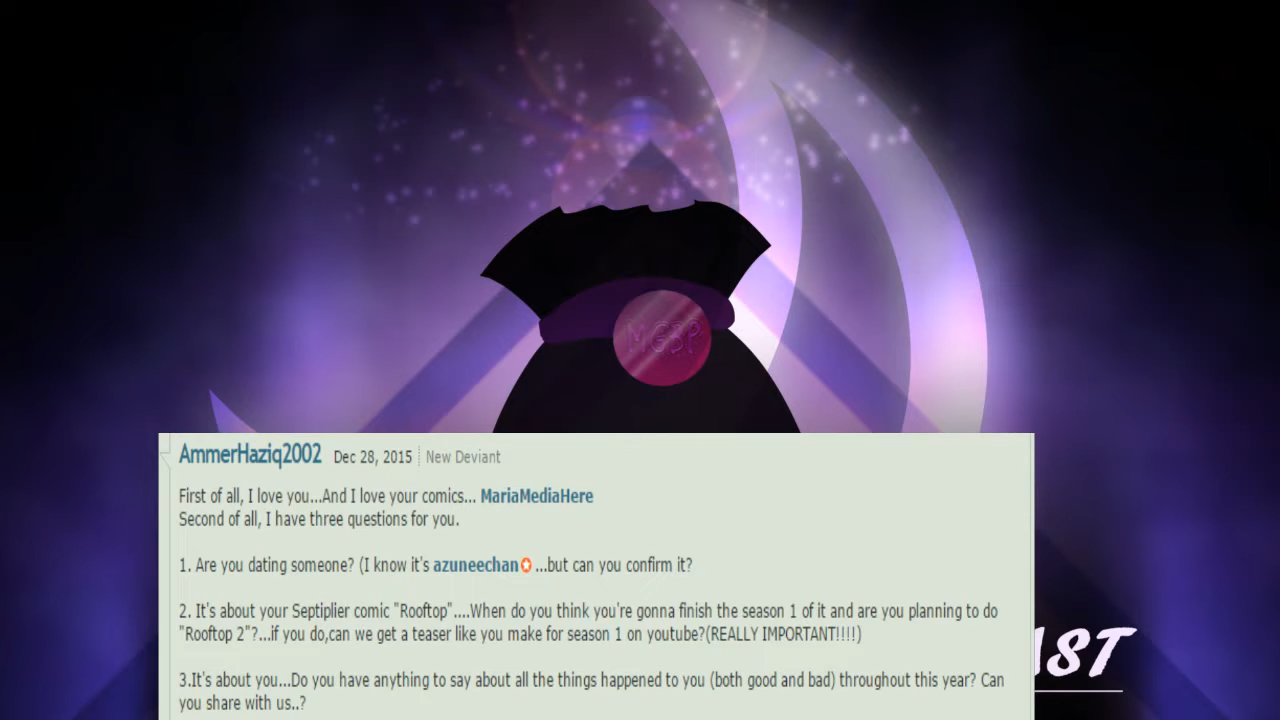 MGBP
AmmerHaziq2002 Dec 28, 2015 New Deviant
First of all, I love you...And I love your comics... MariaMediaHere
Second of all, I have three questions for you.
1. Are you dating someone? (I know it's azuneechan ...but can you confirm it?
2. It's about your Septiplier comic "Rooftop"....When do you think you're gonna finish the season 1 of it and are you planning to do
"Rooftop 2"?...if you do,can we get a teaser like you make for season 1 on youtube?(REALLY IMPORTANT!!!!)
3.It's about you...Do you have anything to say about all the things happened to you (both good and bad) throughout this year? Can
you share with us..?